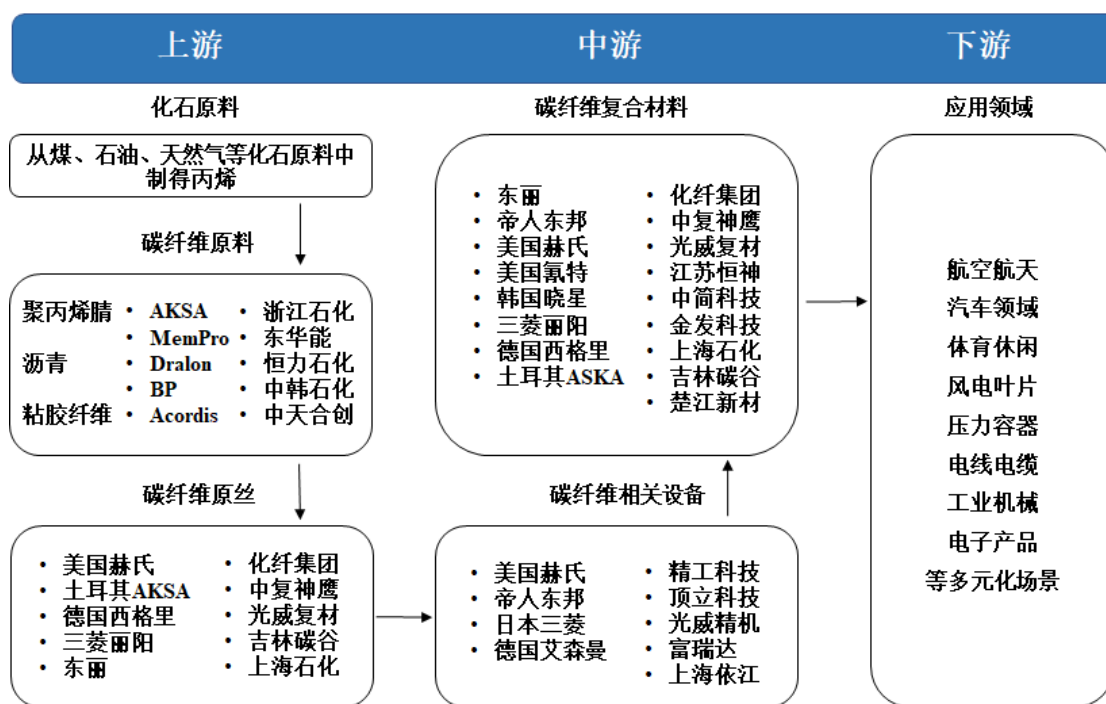 上游
中游
下游
化石原料
从煤、石油、天然气等化石原料中
制得丙烯
碳纤维原料
聚丙烯腈
沥青
粘胶纤维
• AKSA
• MemPro
• Dralon
• BP
• Acordis
• 浙江石化
• 东华能
• 恒力石化
• 中韩石化
• 中天合创
碳纤维原丝
• 美国赫氏
• 土耳其AKSA
• 德国西格里
• 三菱丽阳
• 东丽
• 化纤集团
• 中复神鹰
• 光威复材
• 吉林碳谷
• 上海石化
碳纤维复合材料
• 东丽
• 帝人东邦
• 美国赫氏
• 美国氰特
• 韩国晓星
• 三菱丽阳
• 德国西格里
• 土耳其ASKA
• 化纤集团
• 中复神鹰
• 光威复材
• 江苏恒神
• 中简科技
• 金发科技
• 上海石化
• 吉林碳谷
• 楚江新材
碳纤维相关设备
• 美国赫氏
• 帝人东邦
• 日本三菱
• 德国艾森曼
• 精工科技
• 顶立科技
• 光威精机
• 富瑞达
• 上海依江
应用领域
航空航天
汽车领域
体育休闲
风电叶片
压力容器
电线电缆
工业机械
电子产品
等多元化场景